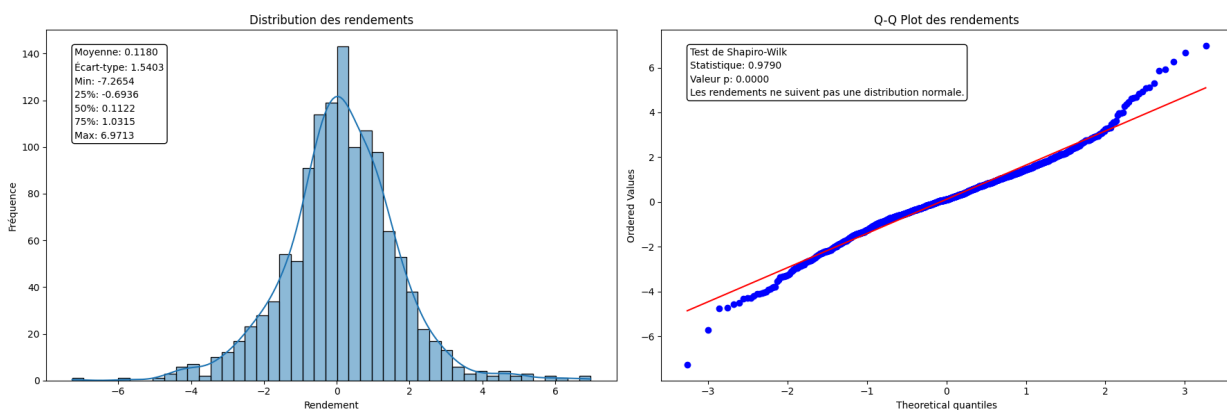 Distribution des rendements
Moyenne: 0.1180
Écart-type: 1.5403
Min: -7.2654
25%: -0.6936
50%: 0.1122
75%: 1.0315
Max: 6.9713
Fréquence
140
120
100
80
60
40
20
0
−6
−4
−2
0
2
4
6
Rendement
Q-Q Plot des rendements
Test de Shapiro-Wilk
Statistique: 0.9790
Valeur p: 0.0000
Les rendements ne suivent pas une distribution normale.
Ordered Values
6
4
2
0
−2
−4
−6
−3
−2
−1
0
1
2
3
Theoretical quantiles